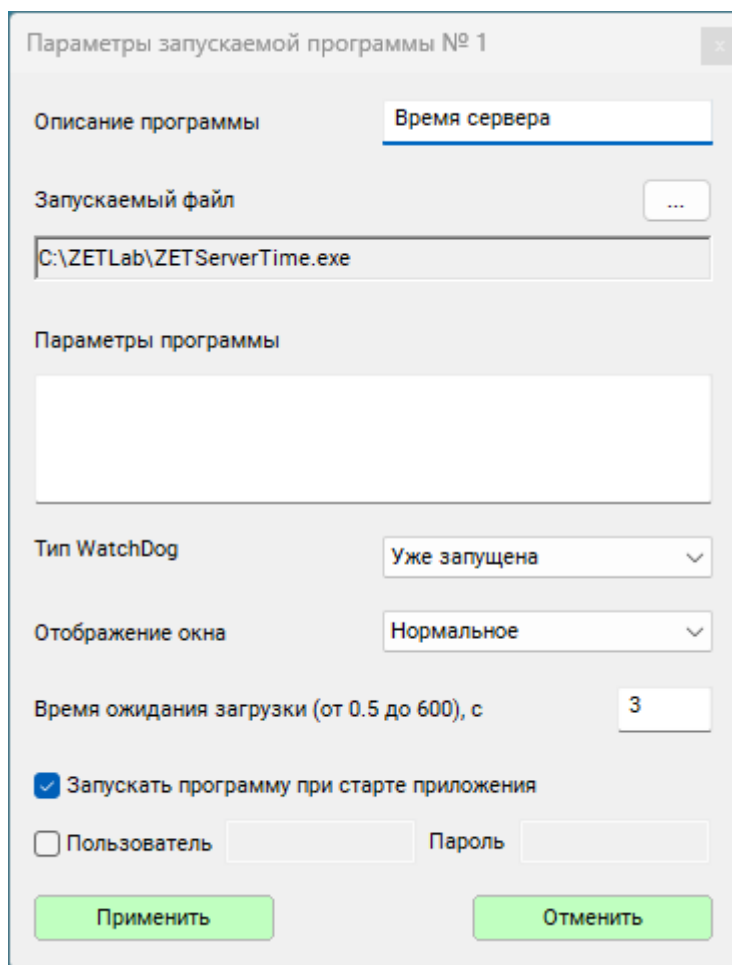 Параметры запускаемой программы № 1
x
Описание программы Время сервера
Запускаемый файл ...
C:\ZETLab\ZETServerTime.exe
Параметры программы
Тип WatchDog Уже запущена
Отображение окна Нормальное
Время ожидания загрузки (от 0.5 до 600), с 3
Запускать программу при старте приложения
Пользователь Пароль
Применить Отменить